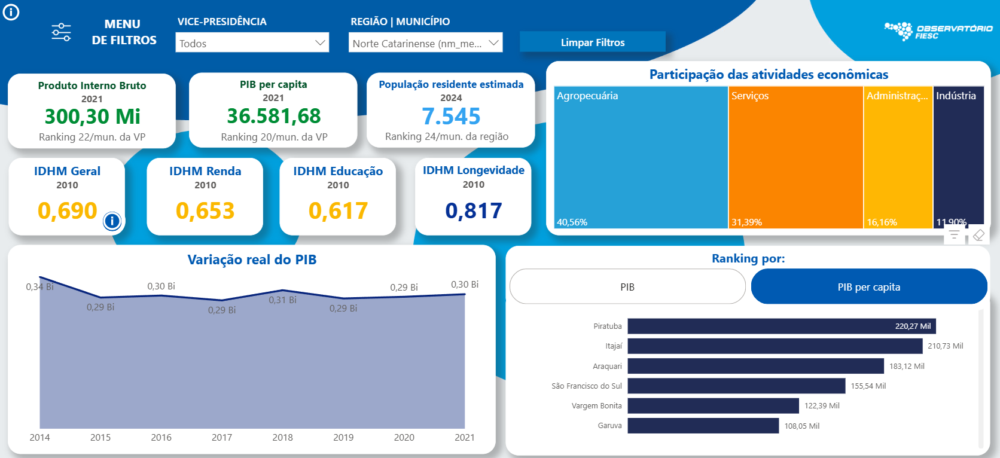 MENU
DE FILTROS
VICE-PRESIDÊNCIA
Todos
REGIÃO | MUNICÍPIO
Norte Catarinense (nm_me...
Limpar Filtros
OBSERVATÓRIO
FIESC
Produto Interno Bruto
2021
300,30 Mi
Ranking 22/mun. da VP
PIB per capita
2021
36.581,68
Ranking 20/mun. da VP
População residente estimada
2024
7.545
Ranking 24/mun. da região
IDHM Geral
2010
0,690
IDHM Renda
2010
0,653
IDHM Educação
2010
0,617
IDHM Longevidade
2010
0,817
Participação das atividades econômicas
Agropecuária
40,56%
Serviços
31,39%
Administraç...
16,16%
Indústria
11,90%
Variação real do PIB
0,34 Bi
0,29 Bi
0,30 Bi
0,29 Bi
0,31 Bi
0,29 Bi
0,29 Bi
0,30 Bi
2014 2015 2016 2017 2018 2019 2020 2021
Ranking por:
PIB
PIB per capita
Piratuba 220,27 Mil
Itajaí 210,73 Mil
Araquari 183,12 Mil
São Francisco do Sul 155,54 Mil
Vargem Bonita 122,39 Mil
Garuva 108,05 Mil